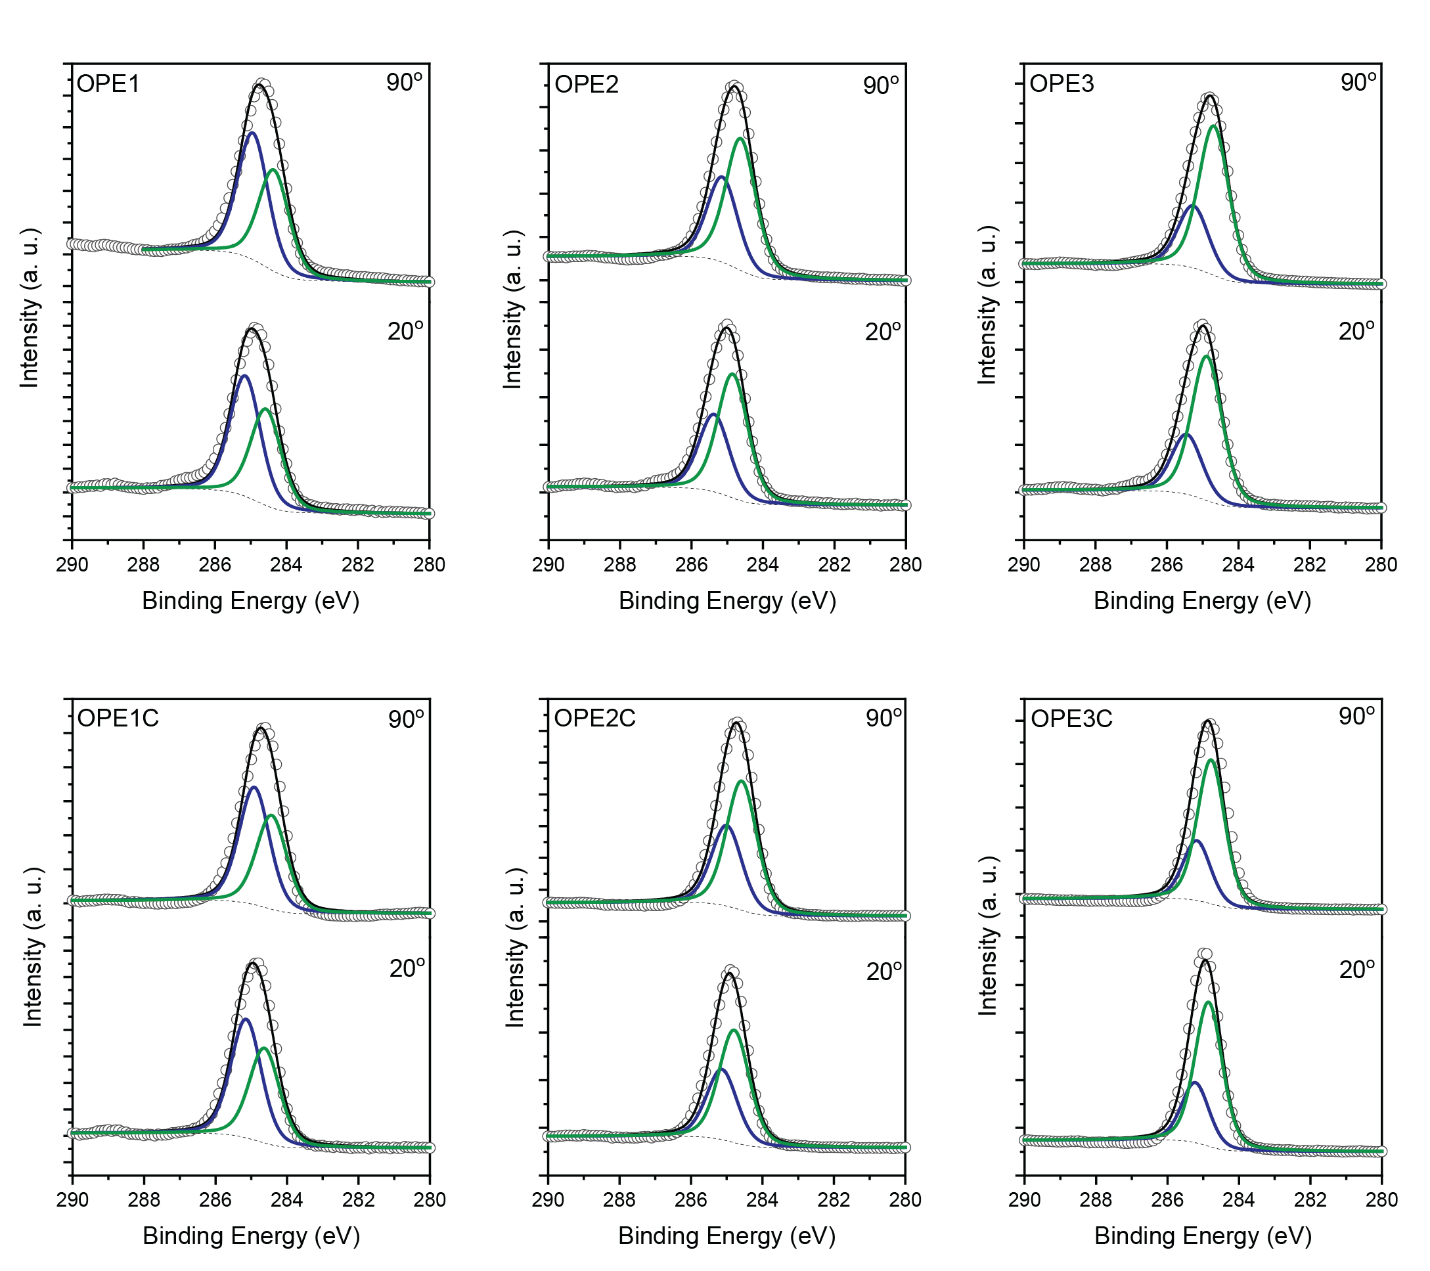 OPE1 90º
20º
Intensity (a. u.)
290 288 286 284 282 280
Binding Energy (eV)
OPE2 90º
20º
Intensity (a. u.)
290 288 286 284 282 280
Binding Energy (eV)
OPE3 90º
20º
Intensity (a. u.)
290 288 286 284 282 280
Binding Energy (eV)
OPE1C 90º
20º
Intensity (a. u.)
290 288 286 284 282 280
Binding Energy (eV)
OPE2C 90º
20º
Intensity (a. u.)
290 288 286 284 282 280
Binding Energy (eV)
OPE3C 90º
20º
Intensity (a. u.)
290 288 286 284 282 280
Binding Energy (eV)